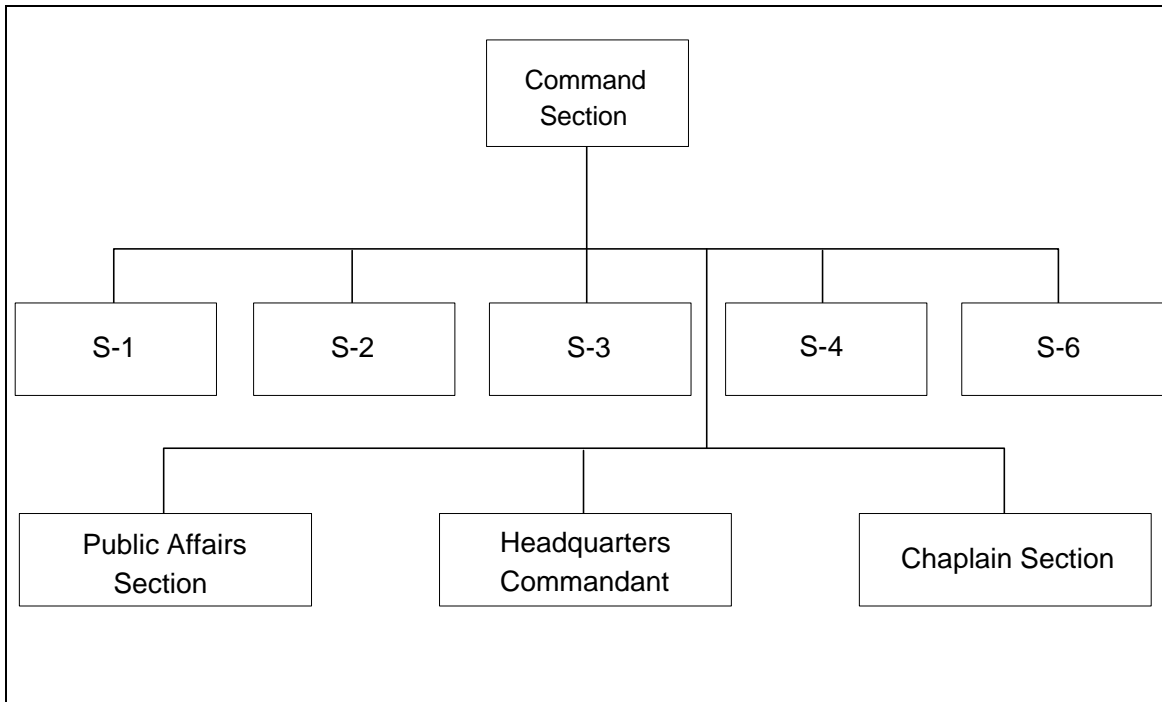 Command
Section
S-1
S-2
S-3
S-4
S-6
Public Affairs
Section
Headquarters
Commandant
Chaplain Section